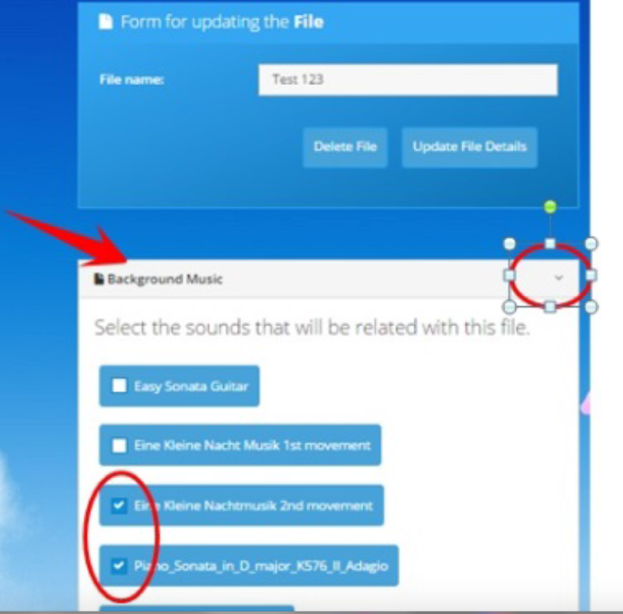 Form for updating the File
File name:
Test 123
Delete File
Update File Details
Background Music
Select the sounds that will be related with this file.
Easy Sonata Guitar
Eine Kleine Nacht Musik 1st movement
Eine Kleine Nachtmusik 2nd movement
Piano_Sonata_in_D_major_K576_II_Adagio